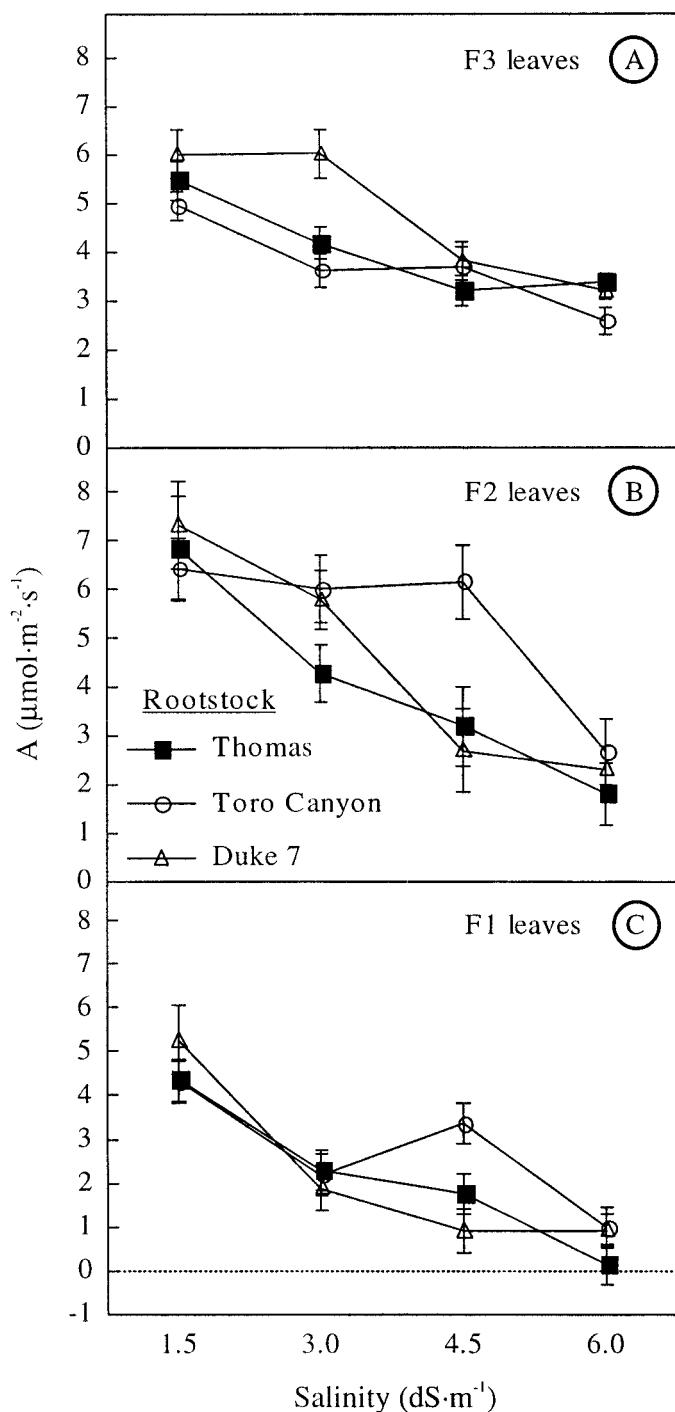 8
F3 leaves A
7
6
5
4
3
2
1
0
8
F2 leaves B
7
6
5
4
3
2
1
0
Rootstock
Thomas
Toro Canyon
Duke 7
8
F1 leaves C
7
6
5
4
3
2
1
0
-1
A (μmol·m⁻²·s⁻¹)
1.5 3.0 4.5 6.0
Salinity (dS·m⁻¹)